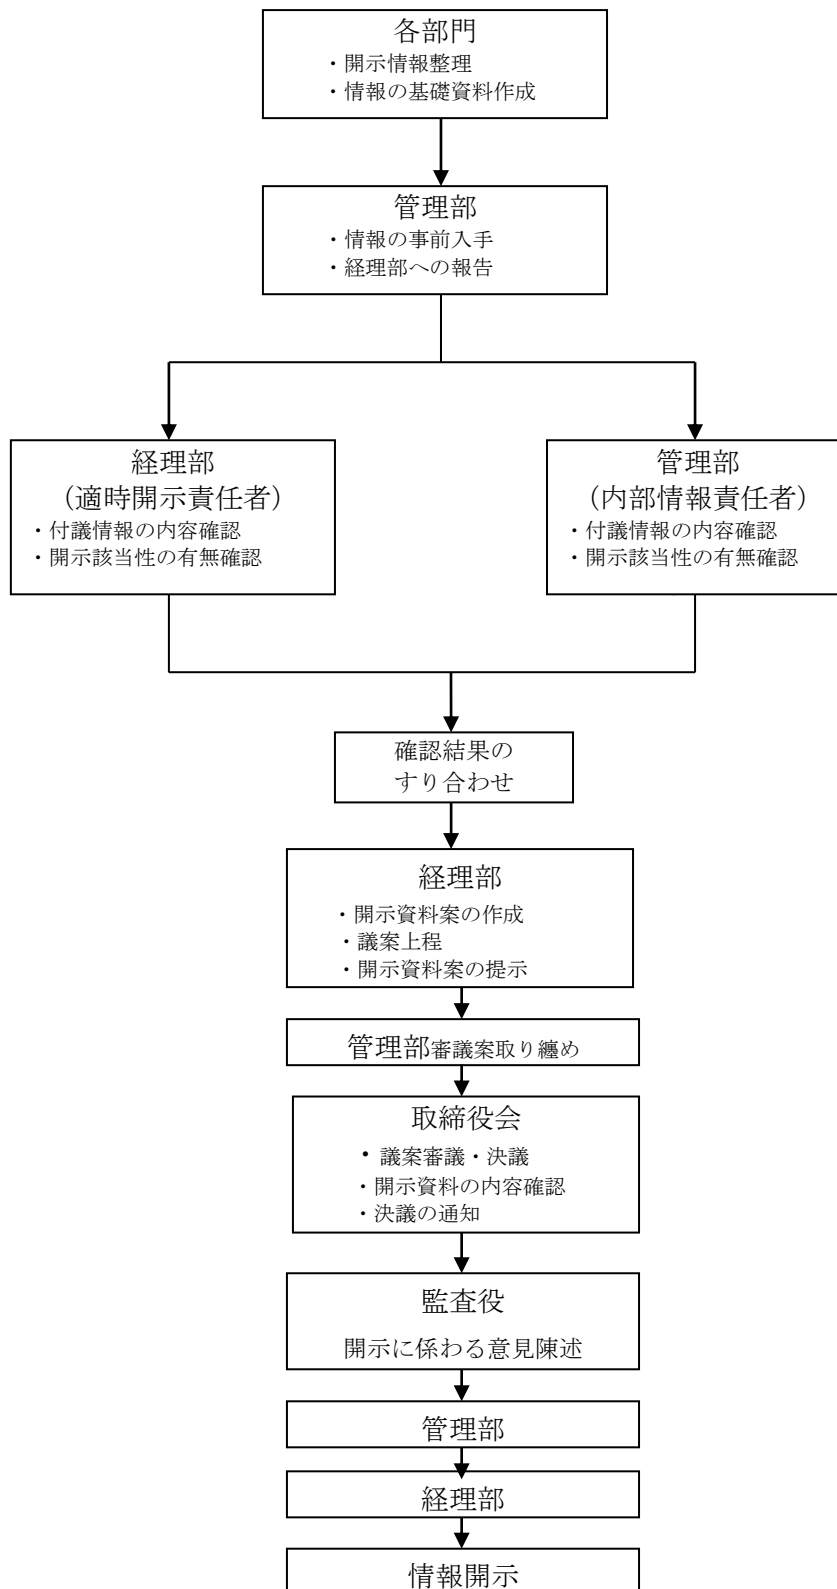 各部門
・開示情報整理
・情報の基礎資料作成
管理部
・情報の事前入手
・経理部への報告
経理部
（適時開示責任者）
・付議情報の内容確認
・開示該当性の有無確認
管理部
（内部情報責任者）
・付議情報の内容確認
・開示該当性の有無確認
確認結果の
すり合わせ
経理部
・開示資料案の作成
・議案上程
・開示資料案の提示
管理部審議案取り纏め
取締役会
・議案審議・決議
・開示資料の内容確認
・決議の通知
監査役
開示に係わる意見陳述
管理部
経理部
情報開示